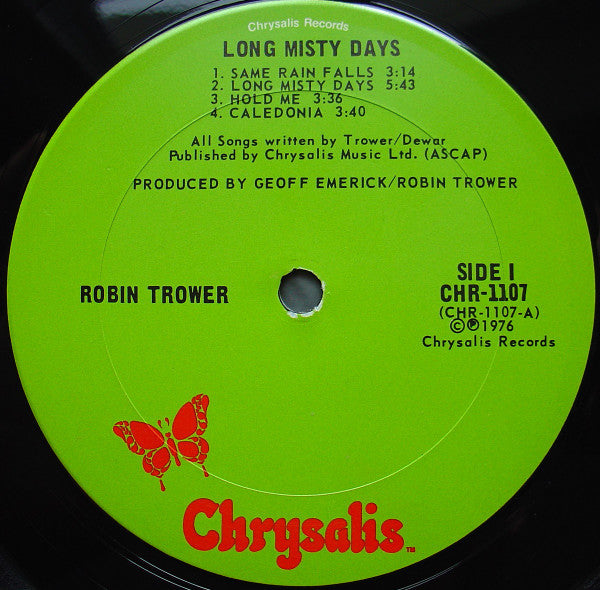 Chrysalis Records
LONG MISTY DAYS
1. SAME RAIN FALLS 3:14
2. LONG MISTY DAYS 5:43
3. HOLD ME 3:36
4. CALEDONIA 3:40
All Songs written by Trower/Dewar
Published by Chrysalis Music Ltd. (ASCAP)
PRODUCED BY GEOFF EMERICK/ROBIN TROWER
ROBIN TROWER
SIDE I
CHR-1107
(CHR-1107-A)
©℗1976
Chrysalis Records
Chrysalis™